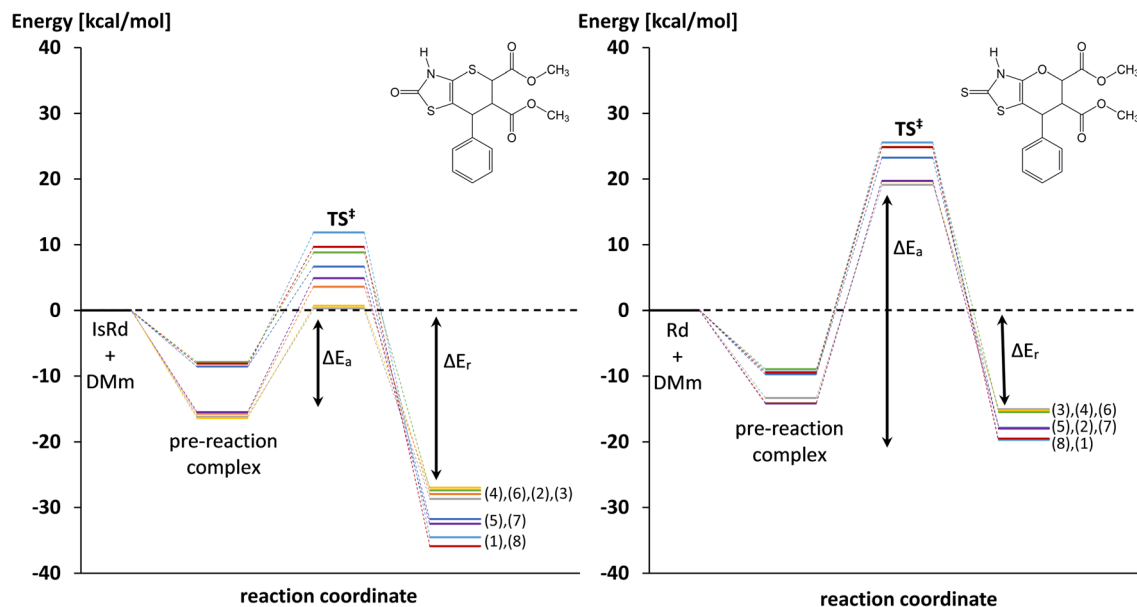 Energy [kcal/mol]
40
30
20
10
0
-10
-20
-30
-40
H
N
S
O
S
O
O
CH3
O
CH3
O
TS‡
IsRd
+
DMm
ΔEa
ΔEr
pre-reaction
complex
(4),(6),(2),(3)
(5),(7)
(1),(8)
reaction coordinate
Energy [kcal/mol]
40
30
20
10
0
-10
-20
-30
-40
H
N
O
S
S
O
O
CH3
O
CH3
O
TS‡
Rd
+
DMm
ΔEa
ΔEr
pre-reaction
complex
(3),(4),(6)
(5),(2),(7)
(8),(1)
reaction coordinate